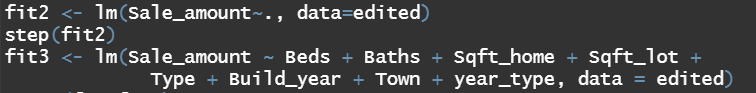 fit2 <- lm(Sale_amount~., data=edited)
step(fit2)
fit3 <- lm(Sale_amount ~ Beds + Baths + Sqft_home + Sqft_lot +
Type + Build_year + Town + year_type, data = edited)